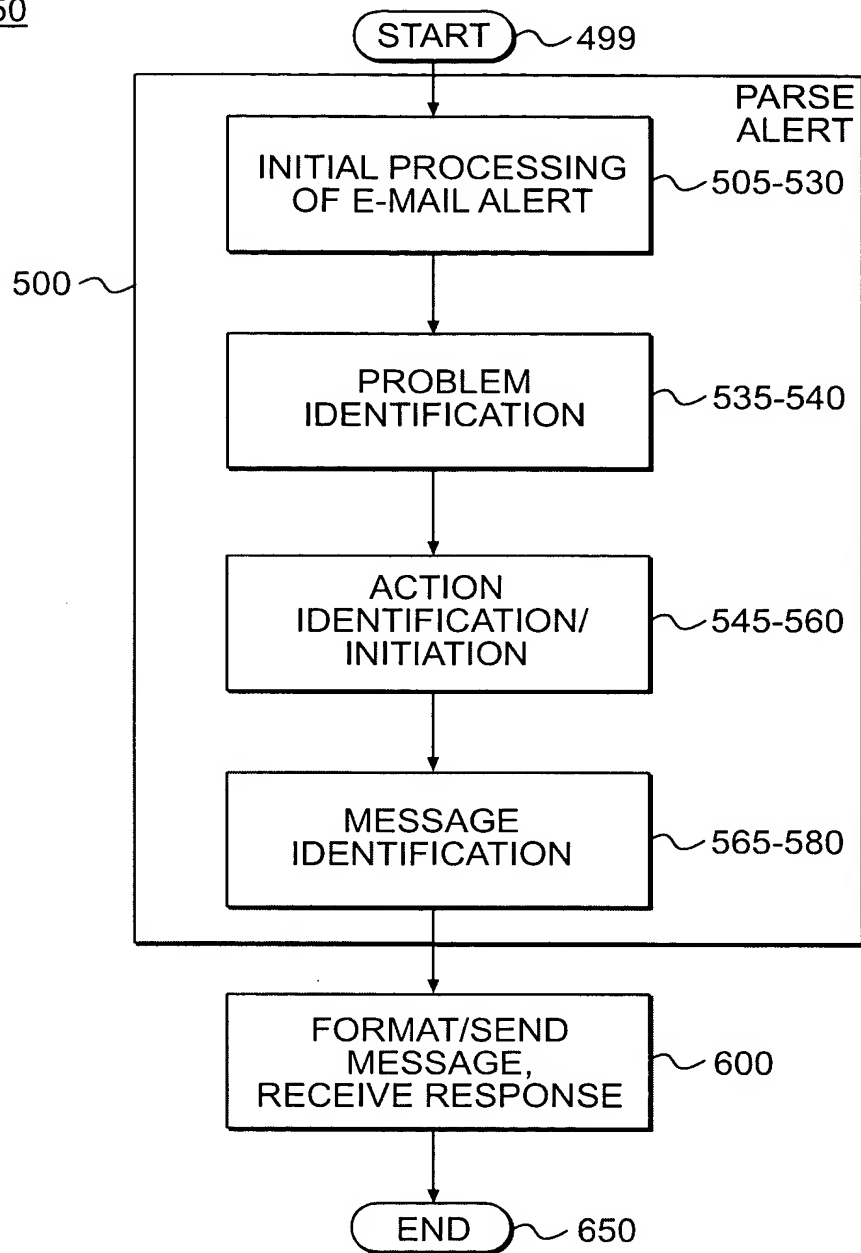 START
499
PARSE
ALERT
INITIAL PROCESSING
OF E-MAIL ALERT
505-530
500
PROBLEM
IDENTIFICATION
535-540
ACTION
IDENTIFICATION/
INITIATION
545-560
MESSAGE
IDENTIFICATION
565-580
FORMAT/SEND
MESSAGE,
RECEIVE RESPONSE
600
END
650